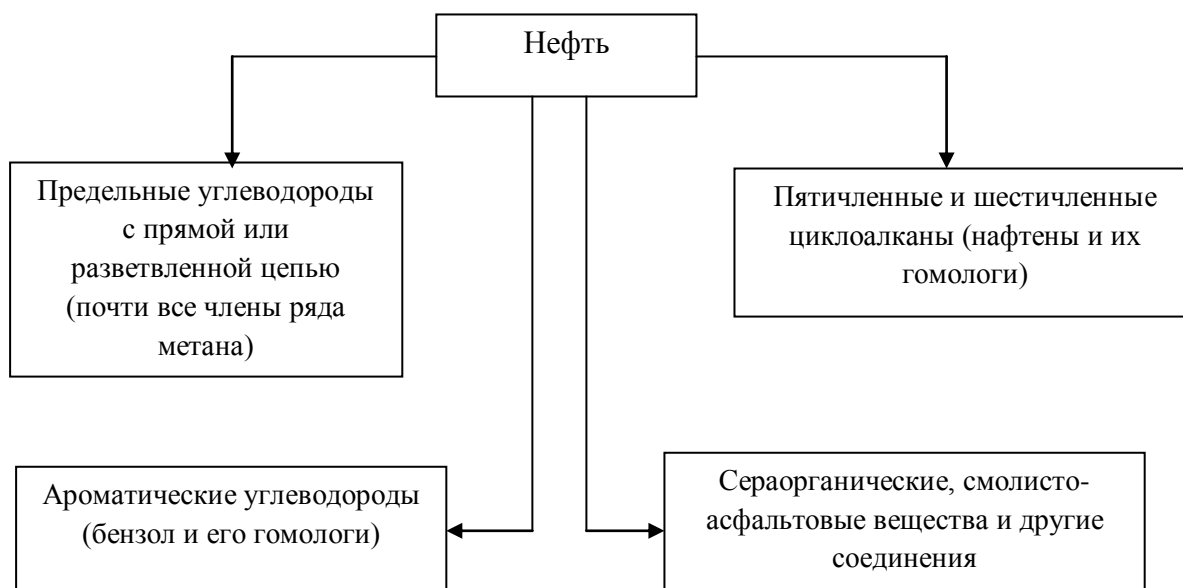 Нефть
Предельные углеводороды
с прямой или
разветвленной цепью
(почти все члены ряда
метана)
Пятичленные и шестичленные
циклоалканы (нафтены и их
гомологи)
Ароматические углеводороды
(бензол и его гомологи)
Сераорганические, смолисто-
асфальтовые вещества и другие
соединения